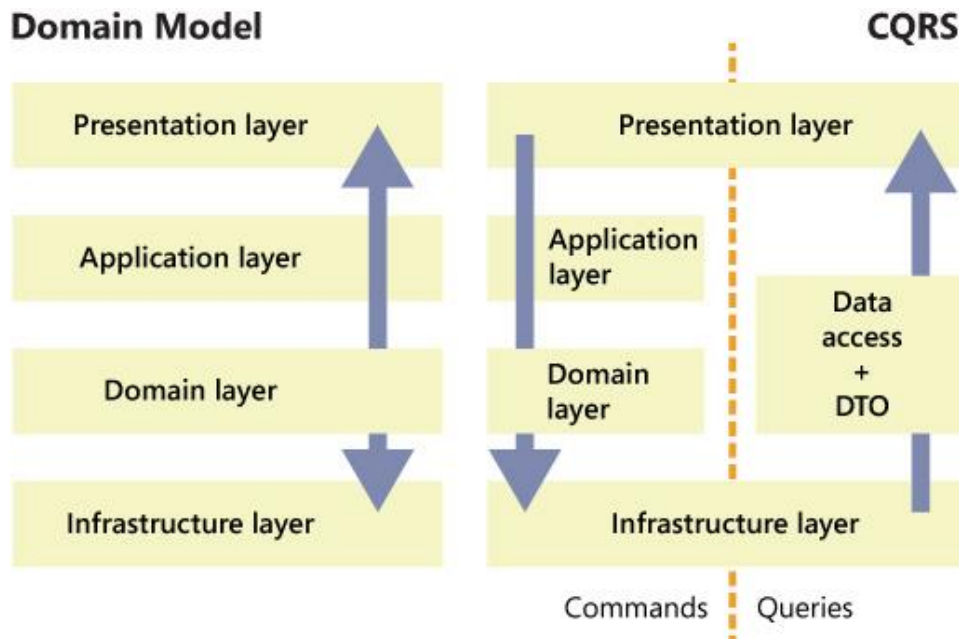 Domain Model
CQRS
Presentation layer
Application layer
Domain layer
Infrastructure layer
Presentation layer
Application
layer
Domain
layer
Data
access
+
DTO
Infrastructure layer
Commands
Queries